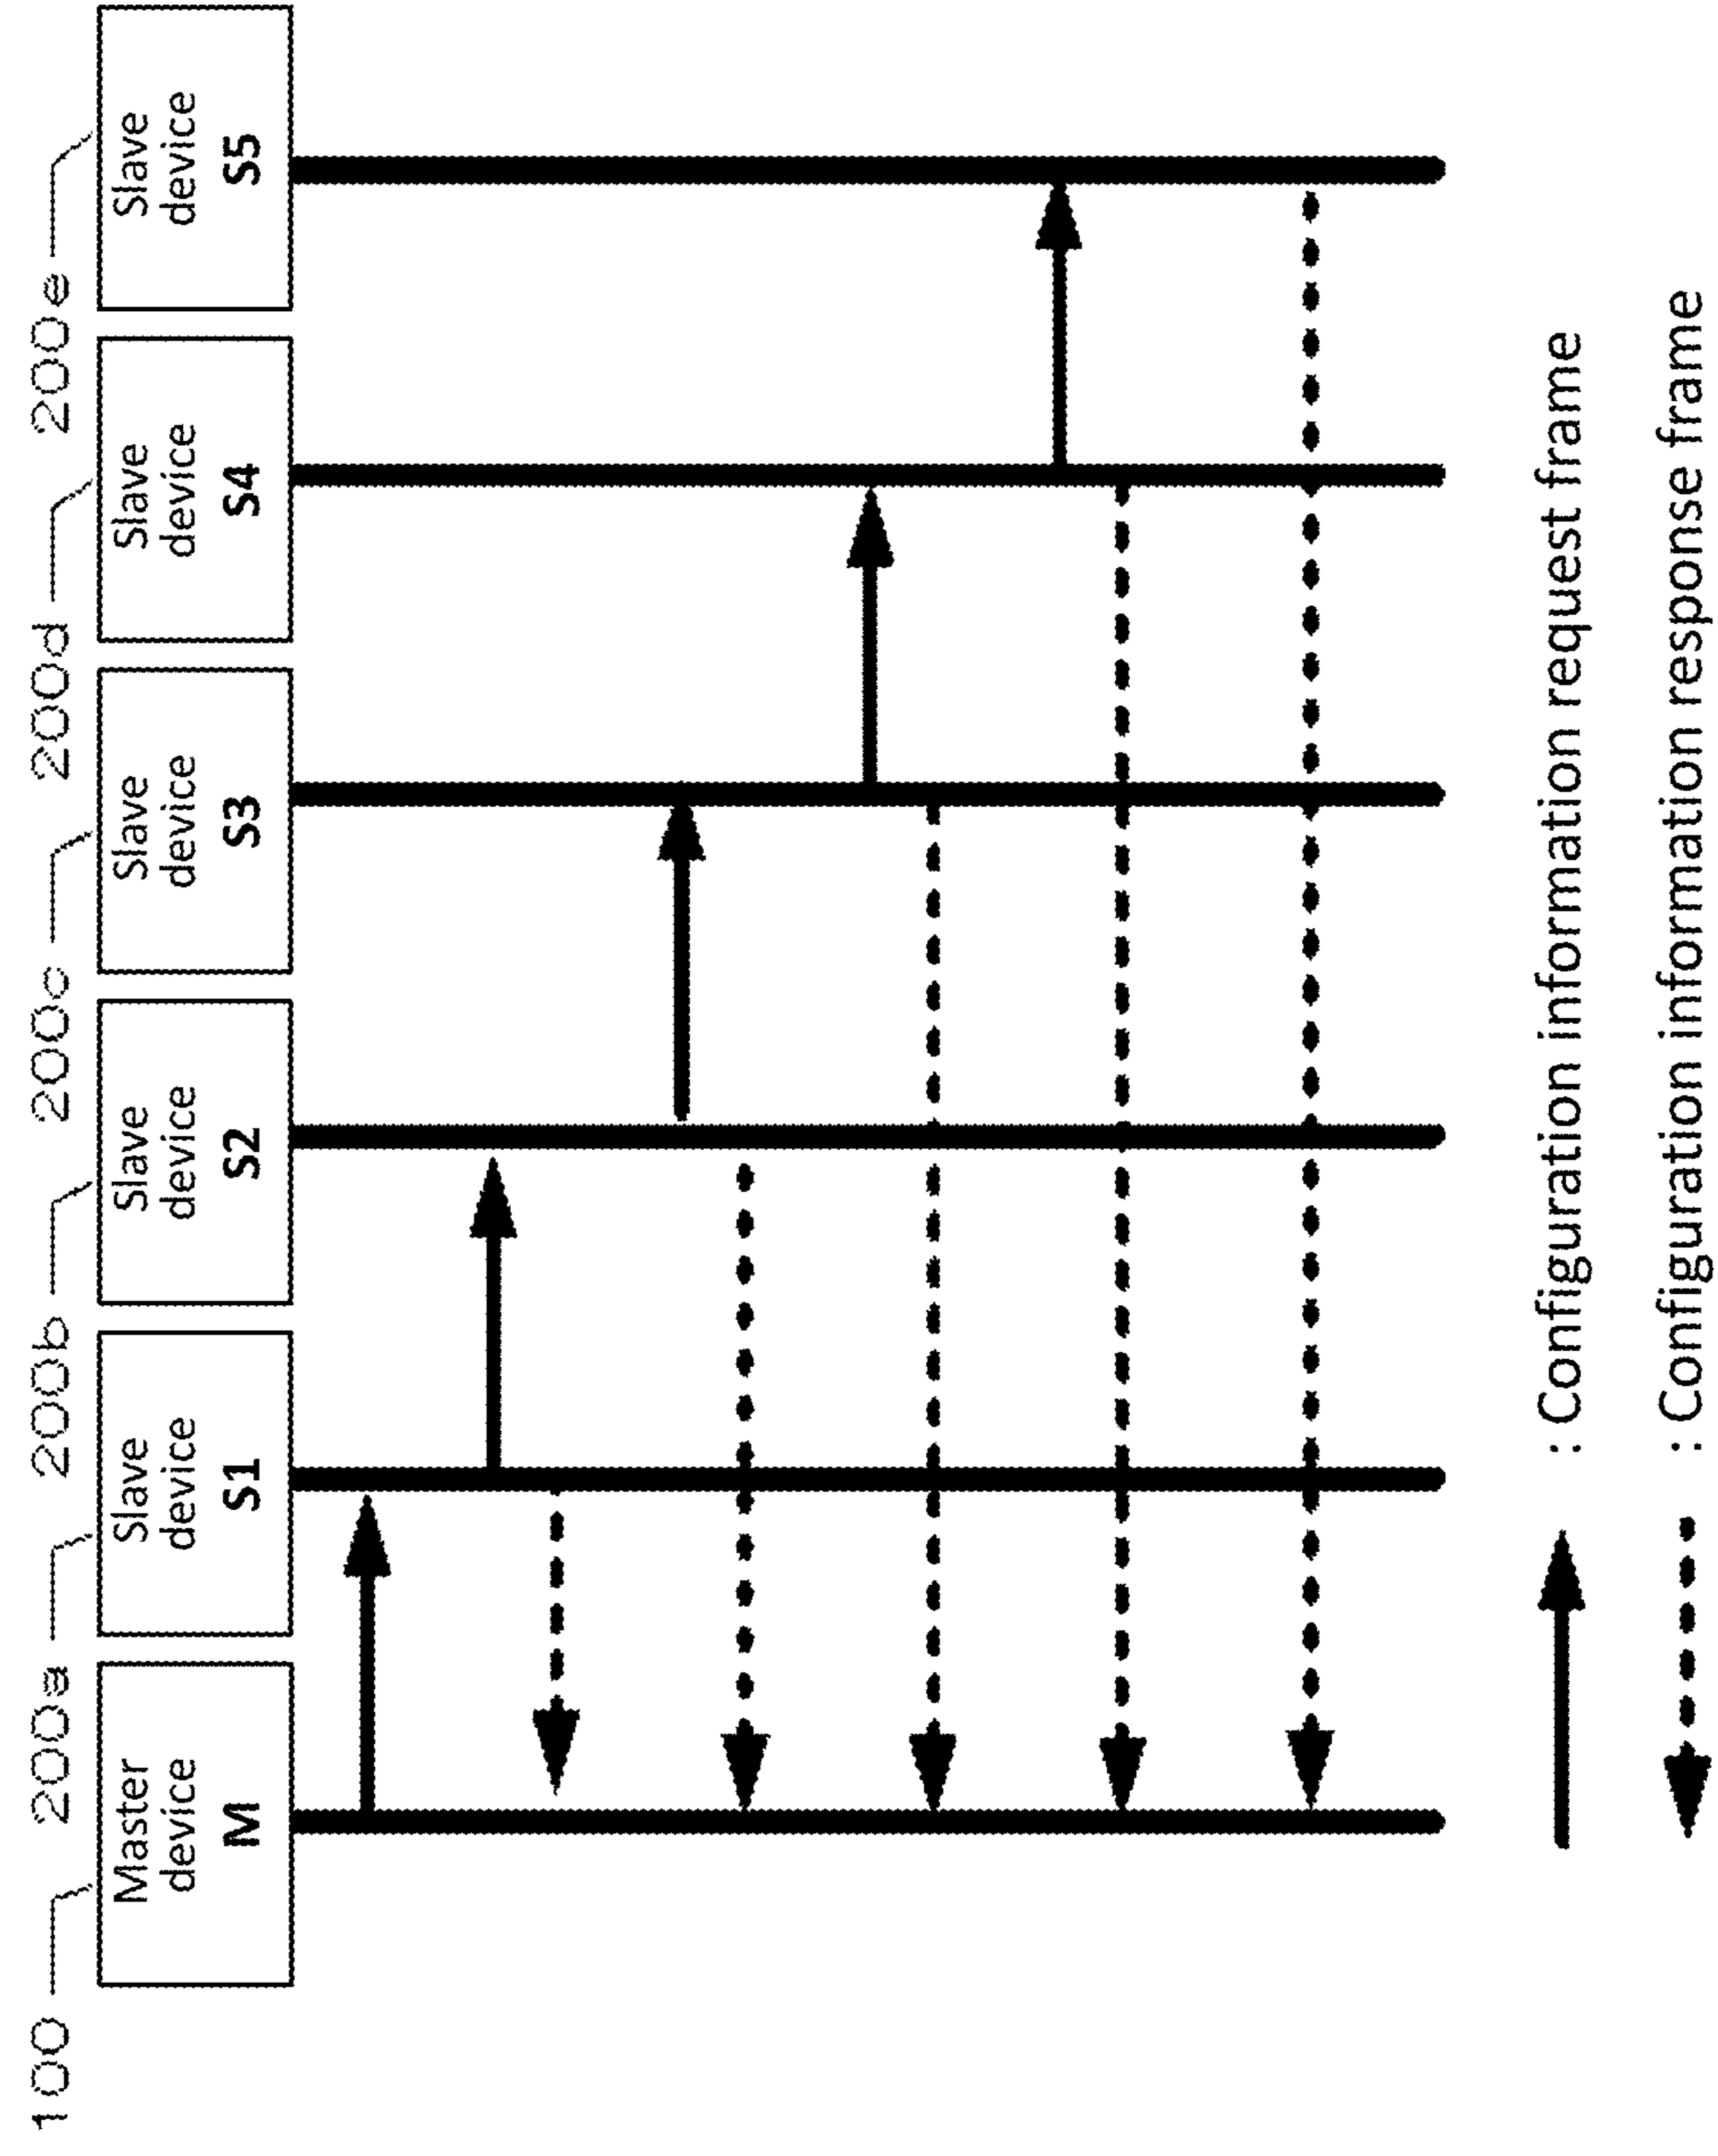 100
200a
200b
200c
200d
200e
Master
device
M
Slave
device
S1
Slave
device
S2
Slave
device
S3
Slave
device
S4
Slave
device
S5
: Configuration information request frame
: Configuration information response frame